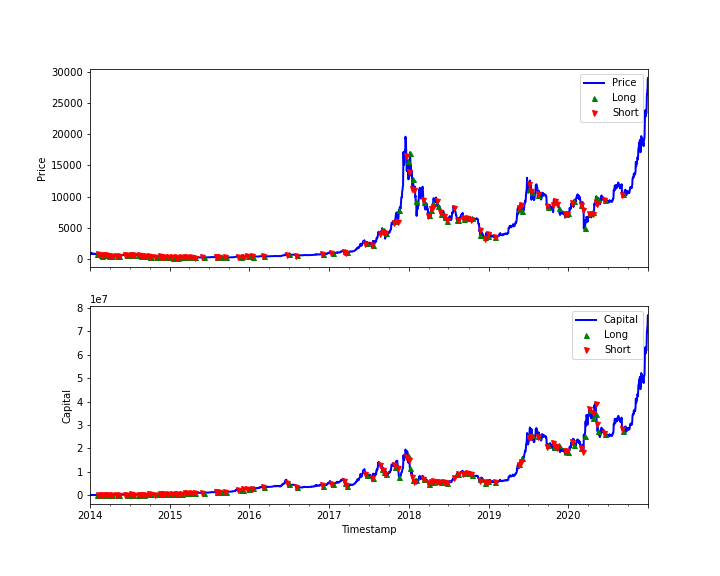 30000
25000
20000
15000
10000
5000
0
Price
Price
Long
Short
1e7
8
7
6
5
4
3
2
1
0
Capital
Capital
Long
Short
2014 2015 2016 2017 2018 2019 2020
Timestamp